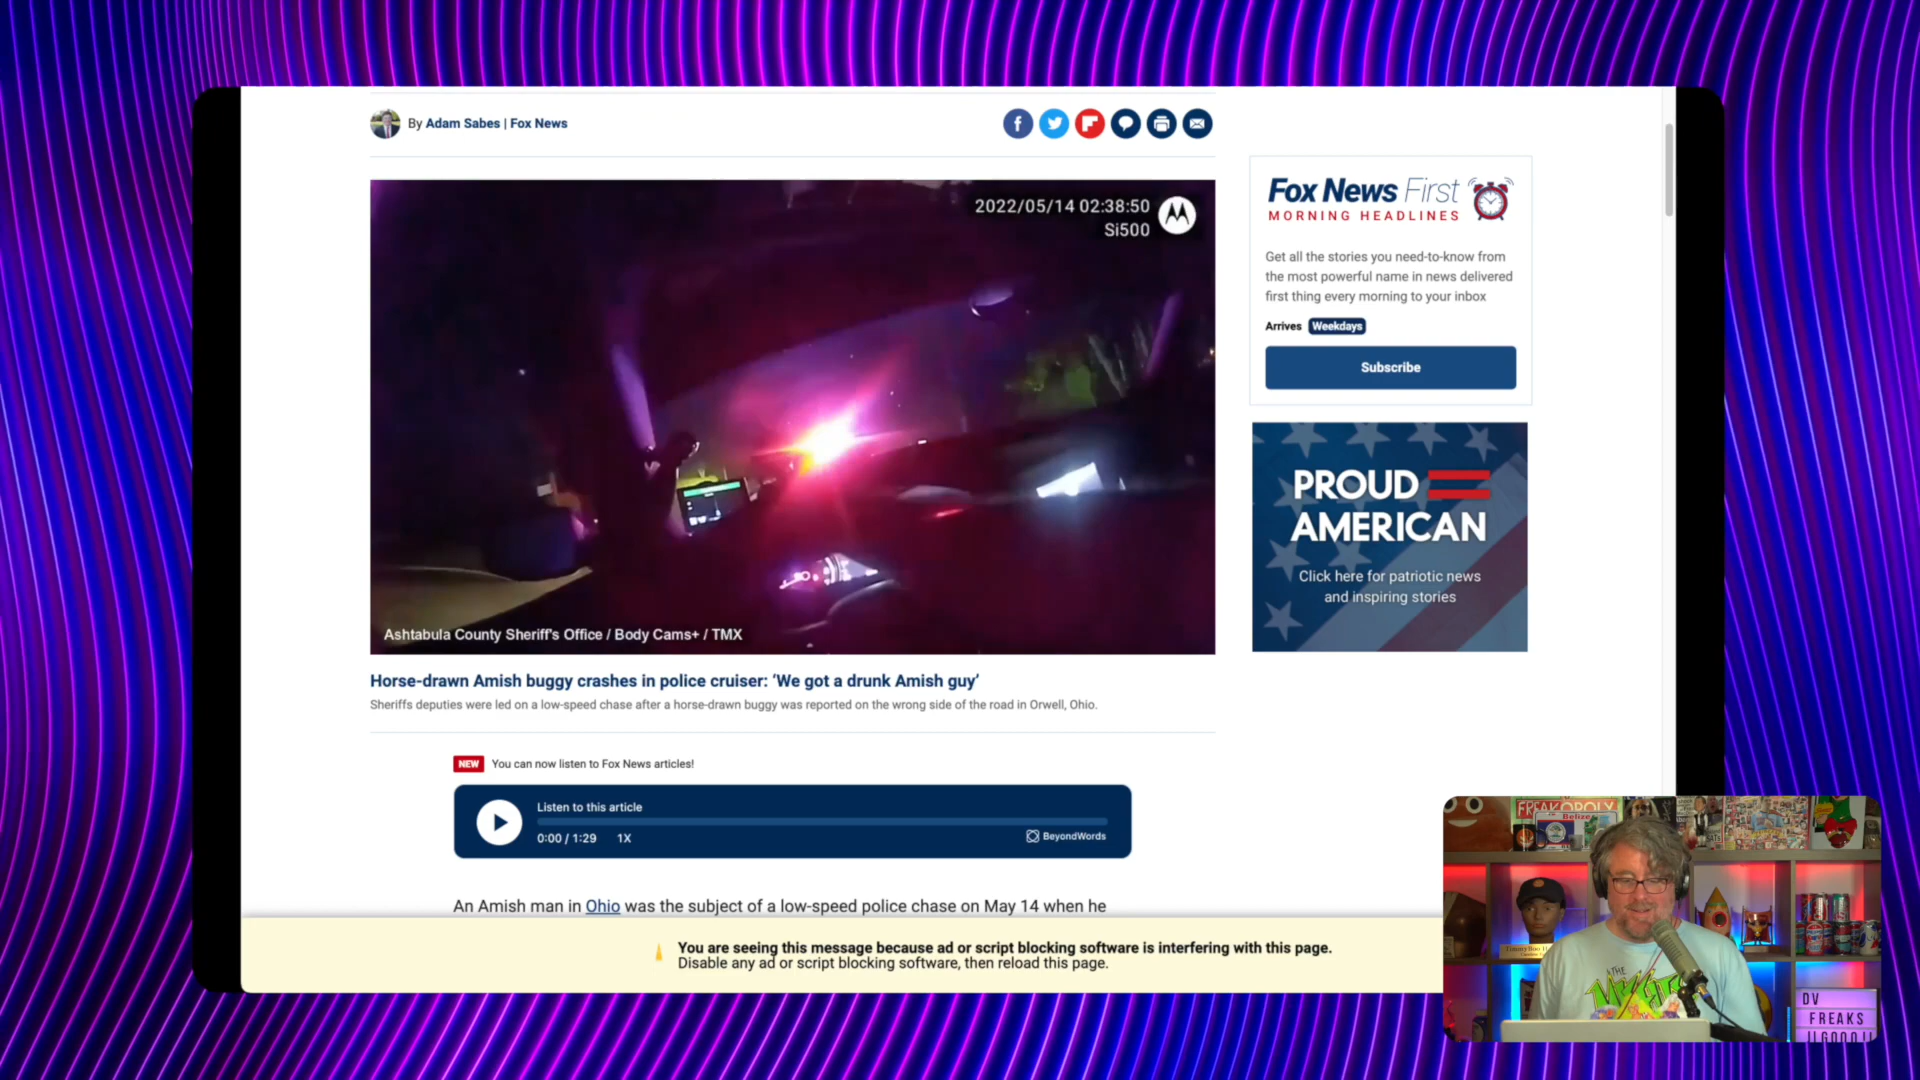 By Adam Sabes | Fox News
2022/05/14 02:38:50
Si500
Ashtabula County Sheriff's Office / Body Cams+ / TMX
Horse-drawn Amish buggy crashes in police cruiser: ‘We got a drunk Amish guy’
Sheriffs deputies were led on a low-speed chase after a horse-drawn buggy was reported on the wrong side of the road in Orwell, Ohio.
NEW You can now listen to Fox News articles!
Listen to this article
0:00 / 1:29 1X
BeyondWords
An Amish man in Ohio was the subject of a low-speed police chase on May 14 when he
You are seeing this message because ad or script blocking software is interfering with this page.
Disable any ad or script blocking software, then reload this page.
Fox News First
MORNING HEADLINES
Get all the stories you need-to-know from
the most powerful name in news delivered
first thing every morning to your inbox
Arrives Weekdays
Subscribe
PROUD
AMERICAN
Click here for patriotic news
and inspiring stories
FREAKOPOLY
Belize
THE
DV
FREAKS